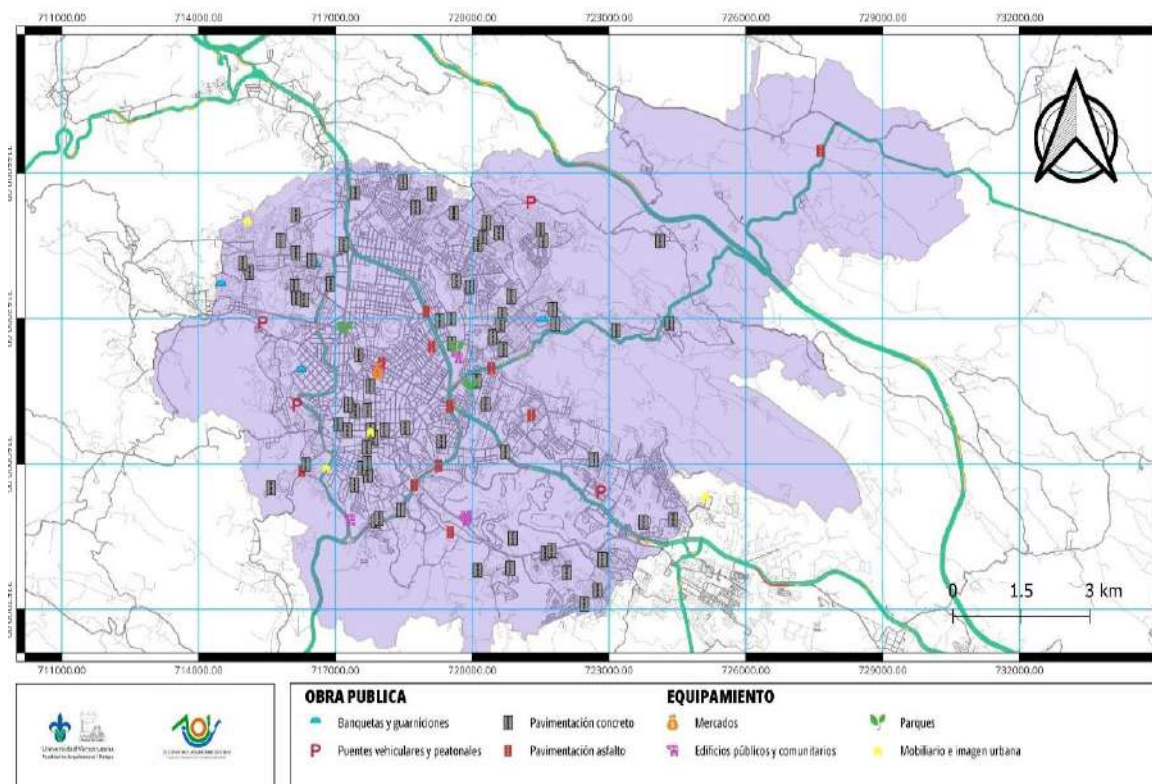 711000.00 714000.00 717000.00 720000.00 723000.00 726000.00 729000.00 732000.00
P
P
P
P
0 1.5 3 km
711000.00 714000.00 717000.00 720000.00 723000.00 726000.00 729000.00 732000.00
OBRA PUBLICA
EQUIPAMIENTO
Banquetas y guarniciones
Pavimentación concreto
Mercados
Parques
P Puentes vehiculares y peatonales
Pavimentación asfalto
Edificios públicos y comunitarios
Mobiliario e imagen urbana
Universidad Veracruzana